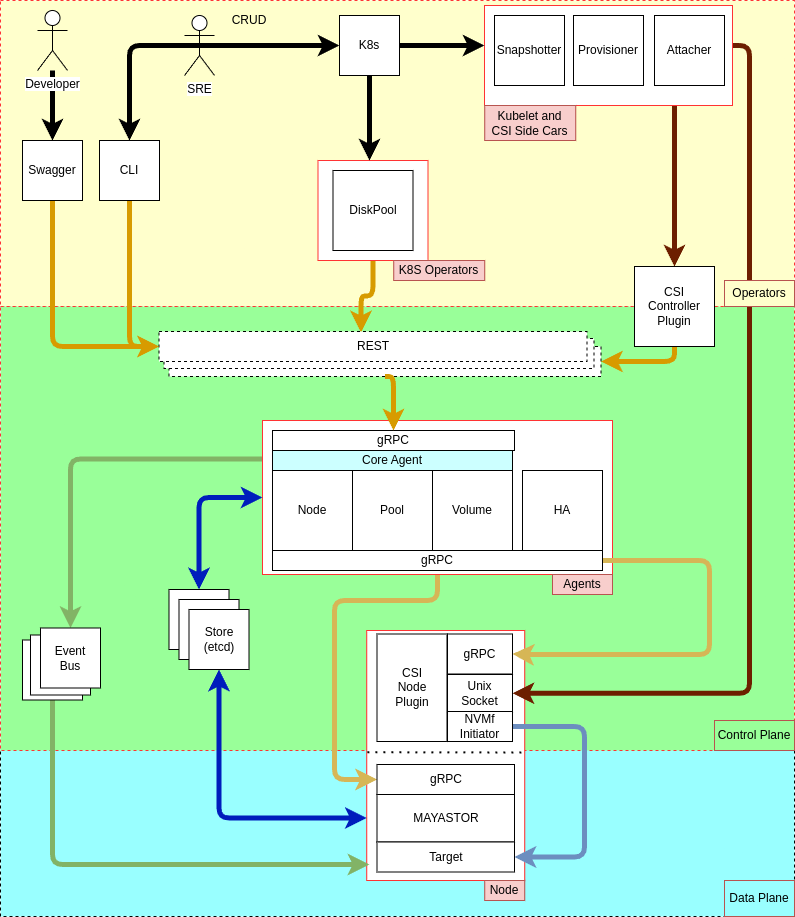 CRUD
Developer
SRE
K8s
Snapshotter
Provisioner
Attacher
Kubelet and
CSI Side Cars
Swagger
CLI
DiskPool
K8S Operators
CSI
Controller
Plugin
Operators
REST
gRPC
Core Agent
Node
Pool
Volume
HA
gRPC
Agents
Store
(etcd)
Event
Bus
CSI
Node
Plugin
gRPC
Unix
Socket
NVMf
Initiator
Control Plane
gRPC
MAYASTOR
Target
Node
Data Plane